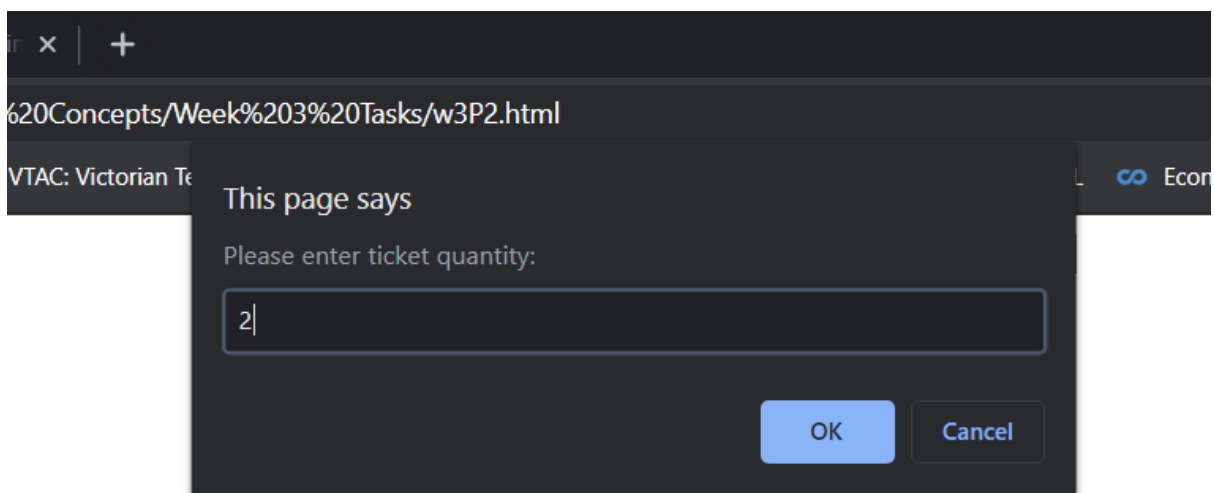 %20Concepts/Week%203%20Tasks/w3P2.html
VTAC: Victorian Te
Econ
This page says
Please enter ticket quantity:
2
OK Cancel